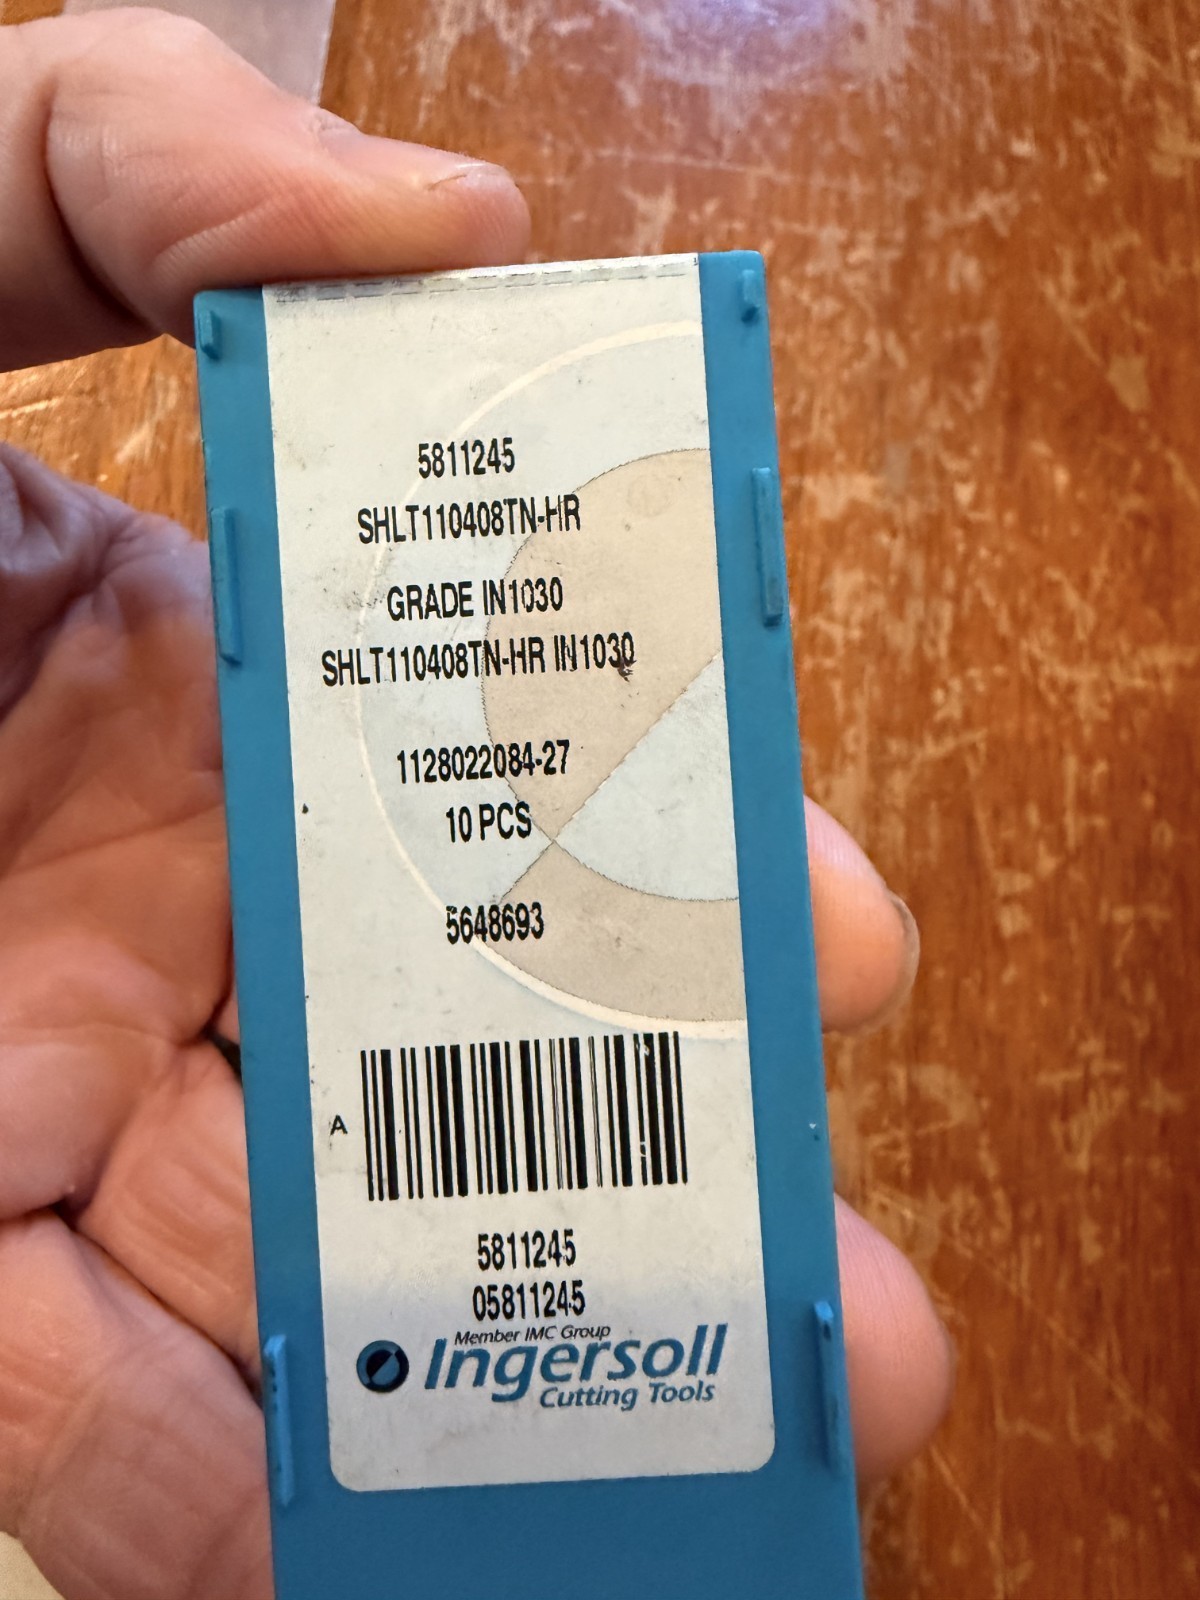 5811245
SHLT110408TN-HR
GRADE IN1030
SHLT110408TN-HR IN1030
1128022084-27
10 PCS
5648693
A
5811245
05811245
Member IMC Group
Ingersoll
Cutting Tools